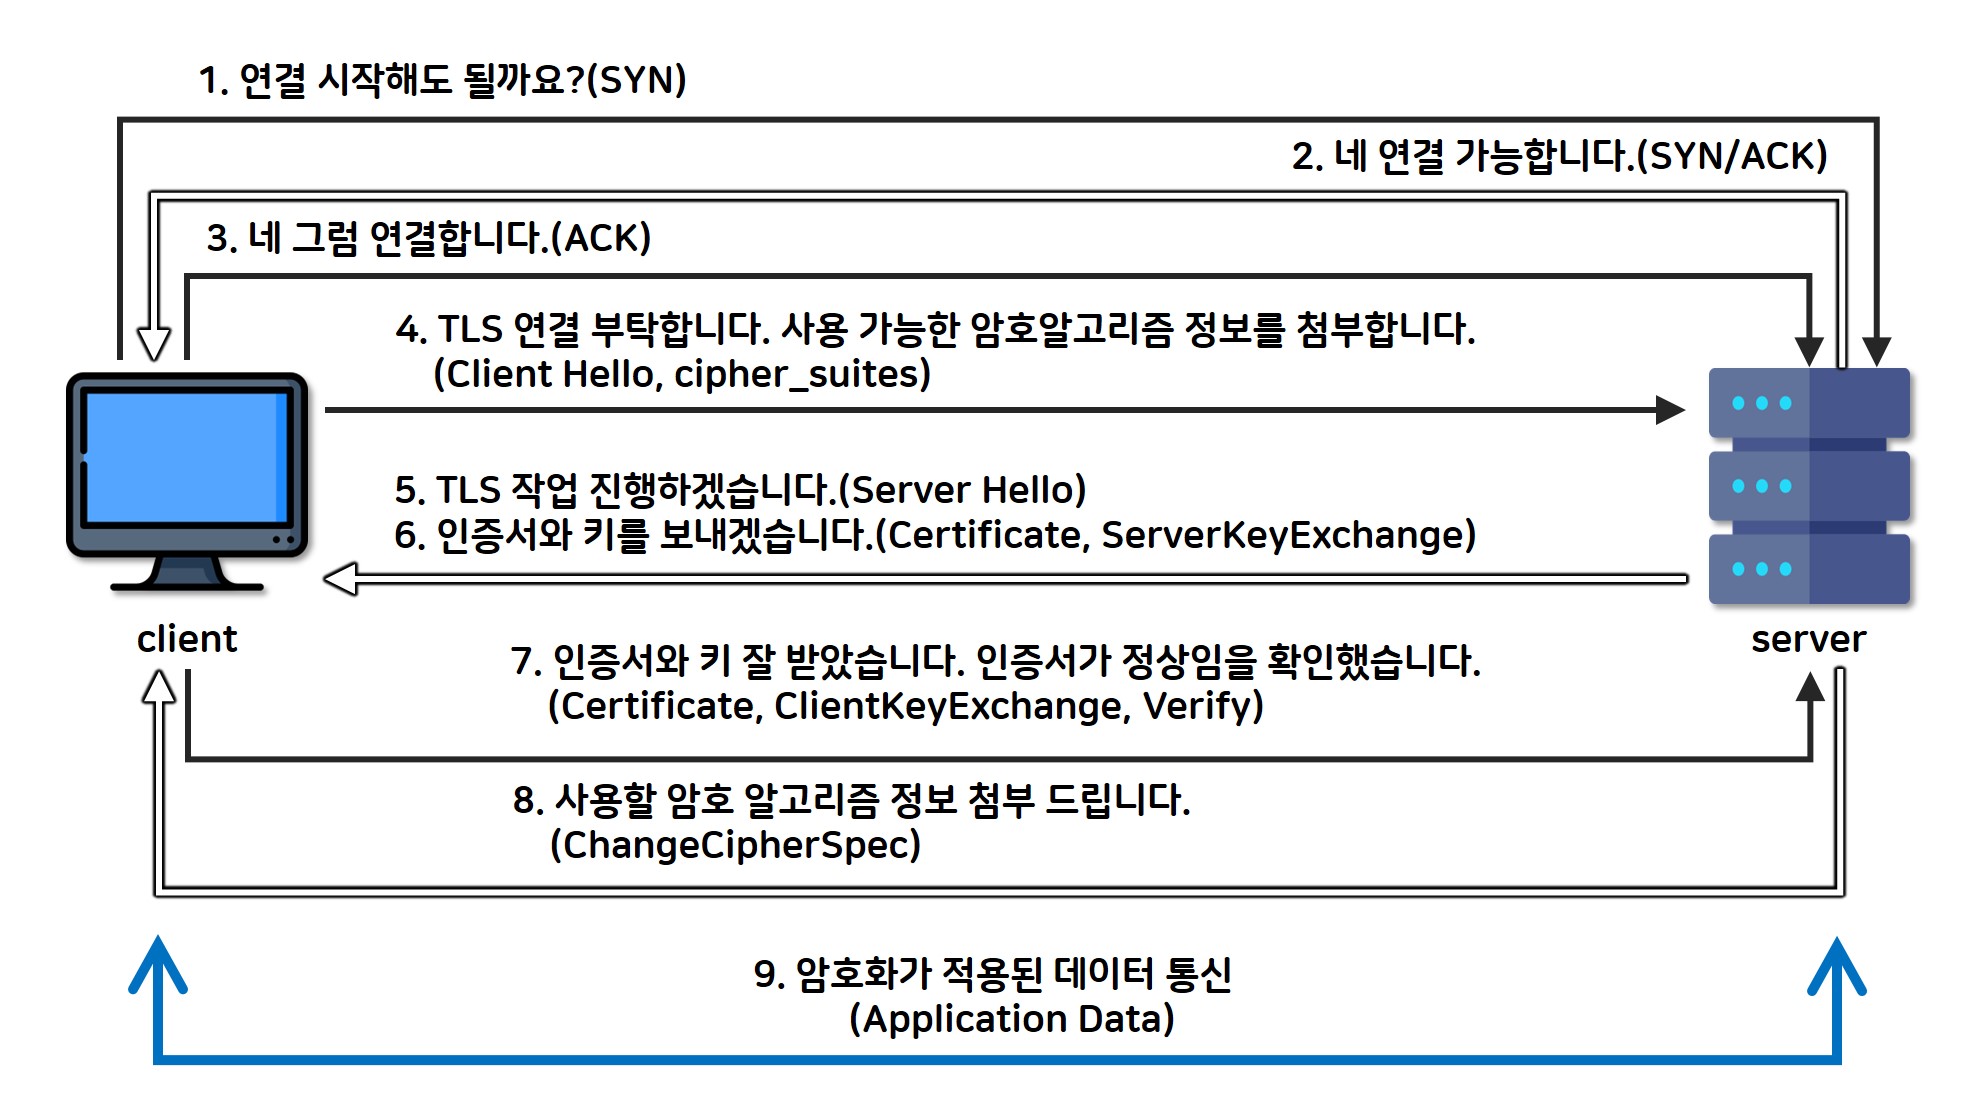 1. 연결 시작해도 될까요?(SYN)
2. 네 연결 가능합니다.(SYN/ACK)
3. 네 그럼 연결합니다.(ACK)
4. TLS 연결 부탁합니다. 사용 가능한 암호알고리즘 정보를 첨부합니다.
(Client Hello, cipher_suites)
5. TLS 작업 진행하겠습니다.(Server Hello)
6. 인증서와 키를 보내겠습니다.(Certificate, ServerKeyExchange)
client
server
7. 인증서와 키 잘 받았습니다. 인증서가 정상임을 확인했습니다.
(Certificate, ClientKeyExchange, Verify)
8. 사용할 암호 알고리즘 정보 첨부 드립니다.
(ChangeCipherSpec)
9. 암호화가 적용된 데이터 통신
(Application Data)